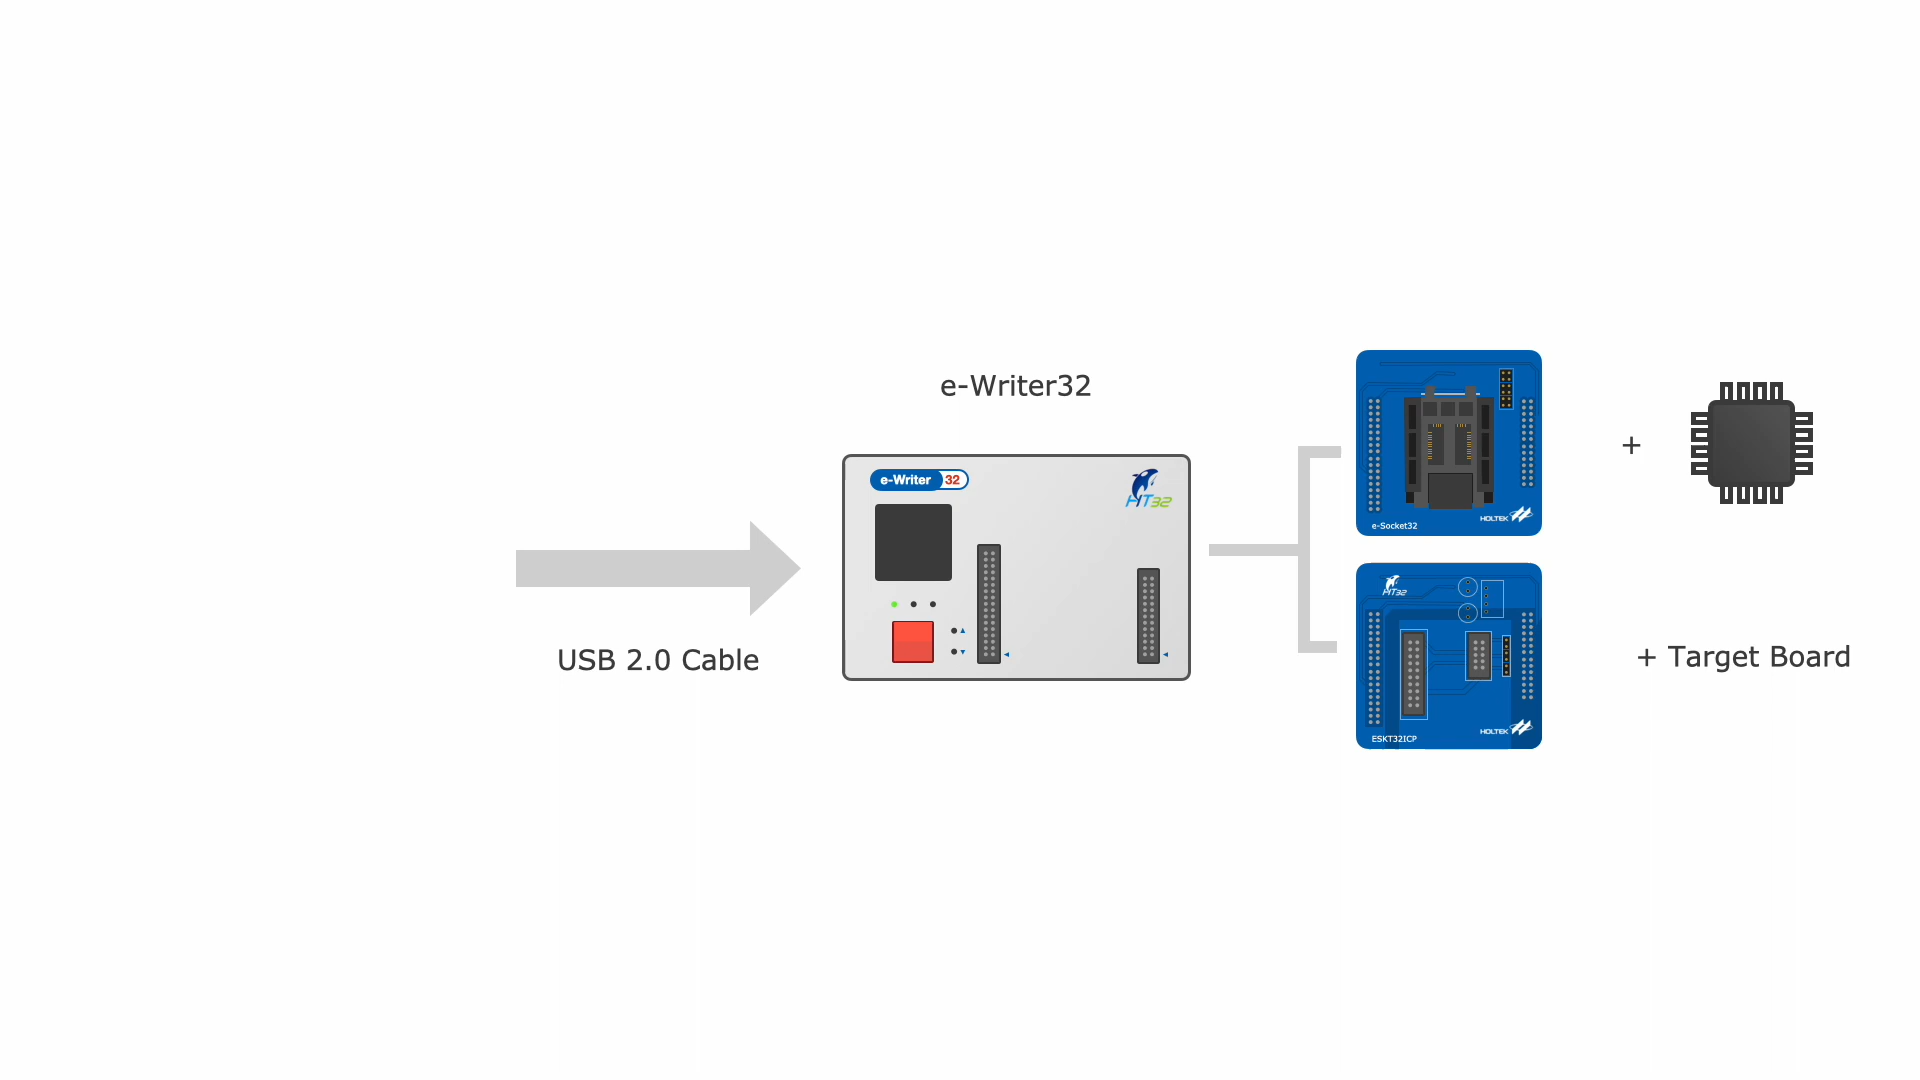 e-Writer32
e-Writer 32
HT32
USB 2.0 Cable
e-Socket32
HOLTEK
+
HT32
ESKT32ICP
HOLTEK
+ Target Board